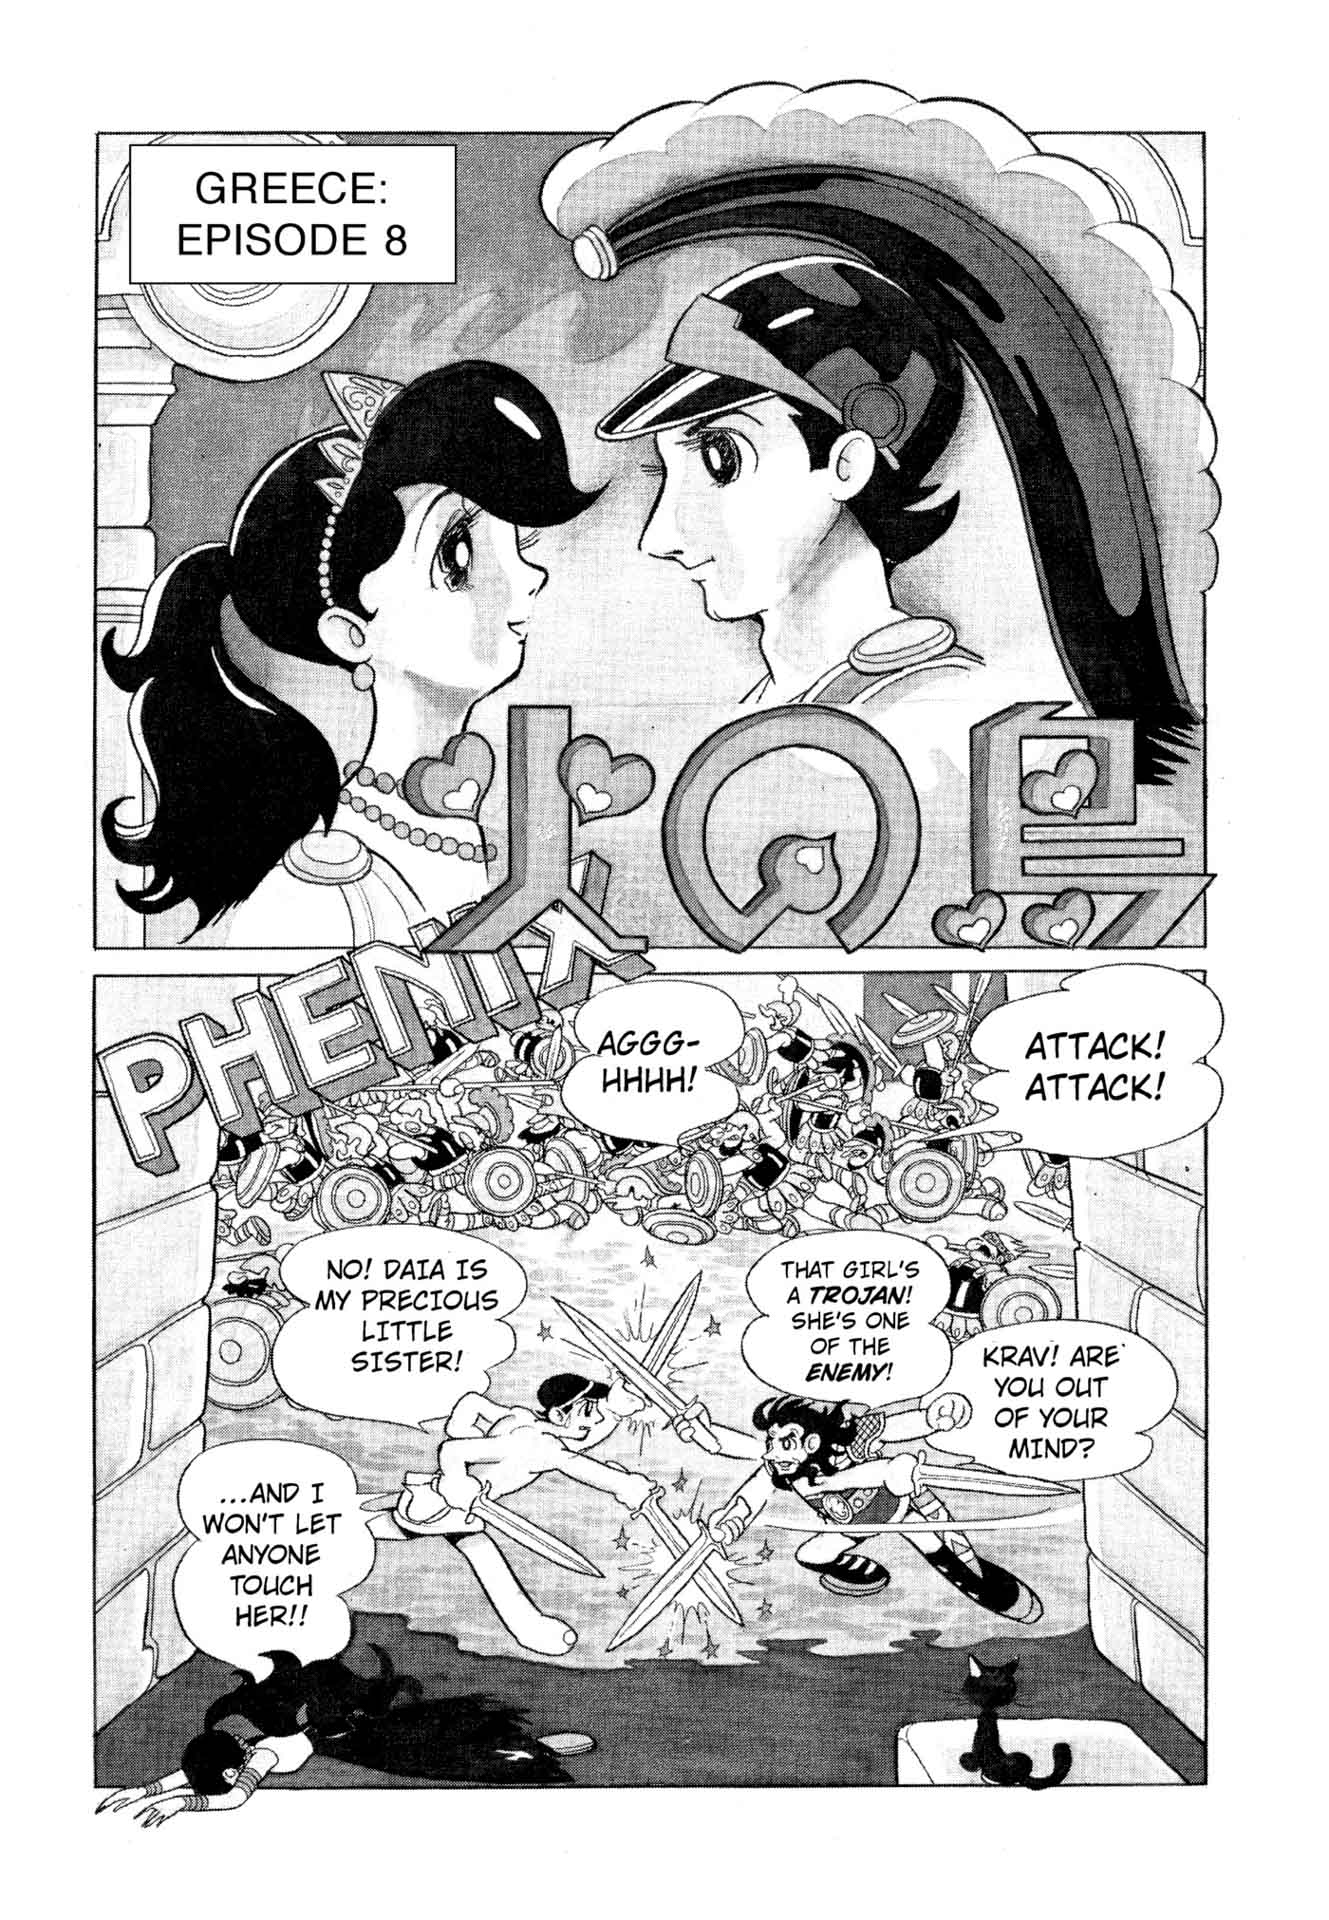 GREECE:
EPISODE 8
火の鳥
PHENIX
AGGG-
HHHH!
ATTACK!
ATTACK!
NO! DAIA IS
MY PRECIOUS
LITTLE
SISTER!
THAT GIRL'S
A TROJAN!
SHE'S ONE
OF THE
ENEMY!
KRAV! ARE
YOU OUT
OF YOUR
MIND?
...AND I
WON'T LET
ANYONE
TOUCH
HER!!